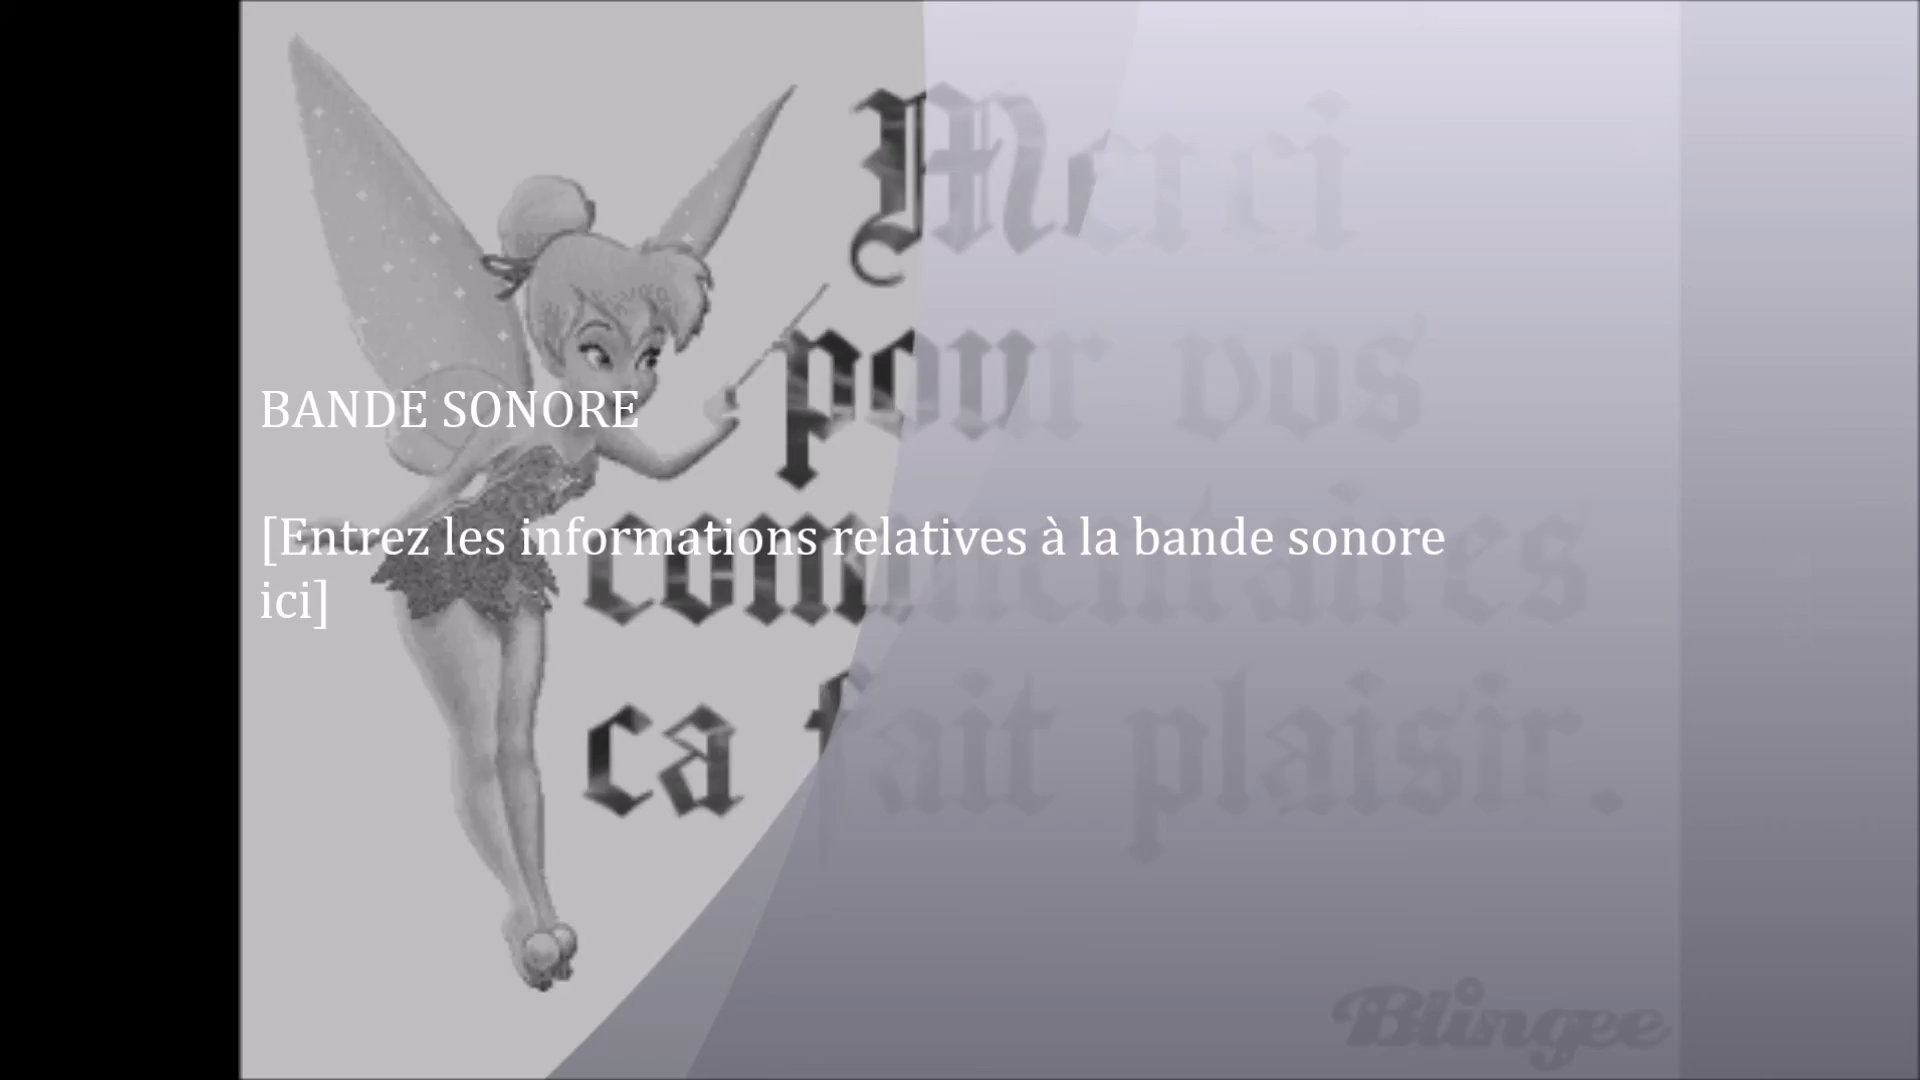 Merci
pour vos
commentaires
ca fait plaisir.
BANDE SONORE
[Entrez les informations relatives à la bande sonore
ici]
Blingee